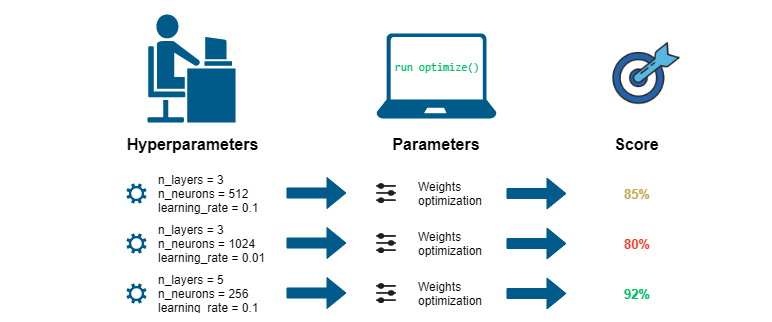 run optimize()
Hyperparameters
Parameters
Score
n_layers = 3
n_neurons = 512
learning_rate = 0.1
Weights
optimization
85%
n_layers = 3
n_neurons = 1024
learning_rate = 0.01
Weights
optimization
80%
n_layers = 5
n_neurons = 256
learning_rate = 0.1
Weights
optimization
92%